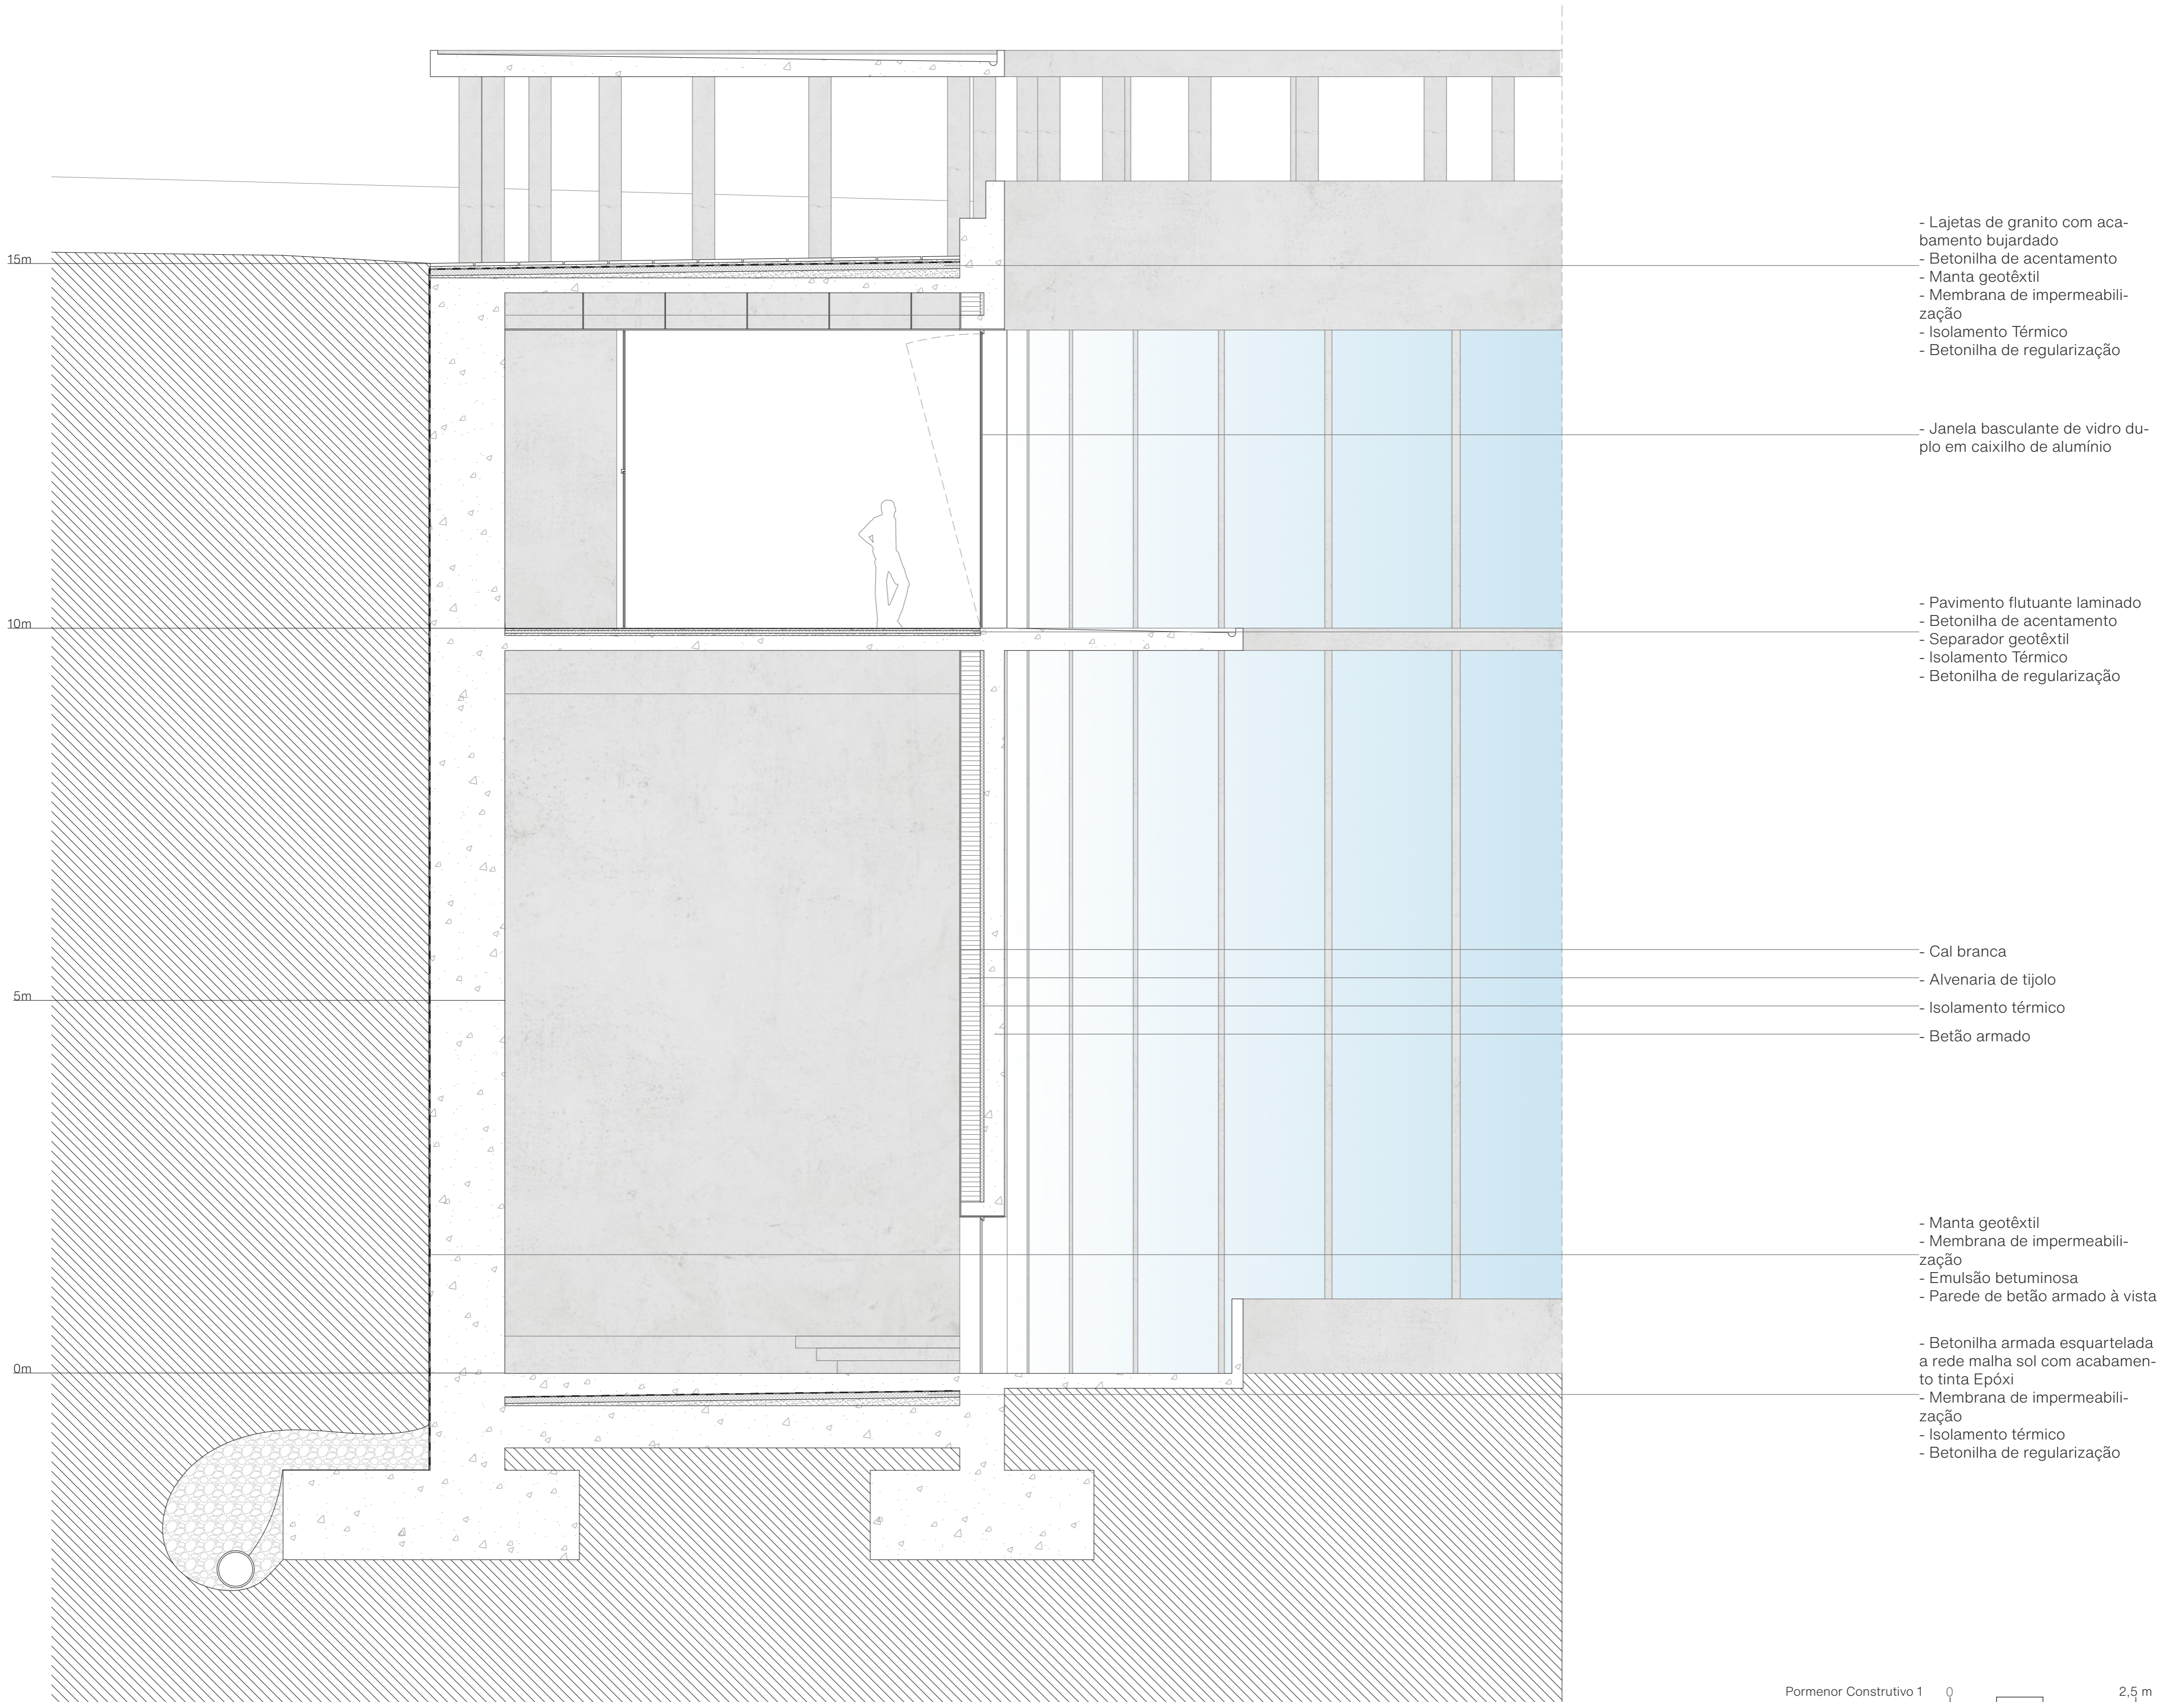 - Lajetas de granito com aca-
bamento bujardado
- Betonilha de acentamento
- Manta geotêxtil
- Membrana de impermeabili-
zação
- Isolamento Térmico
- Betonilha de regularização
15m
- Janela basculante de vidro du-
plo em caixilho de alumínio
10m
- Pavimento flutuante laminado
- Betonilha de acentamento
- Separador geotêxtil
- Isolamento Térmico
- Betonilha de regularização
- Cal branca
- Alvenaria de tijolo
5m
- Isolamento térmico
- Betão armado
- Manta geotêxtil
- Membrana de impermeabili-
zação
- Emulsão betuminosa
- Parede de betão armado à vista
0m
- Betonilha armada esquartelada
a rede malha sol com acabamen-
to tinta Epóxi
- Membrana de impermeabili-
zação
- Isolamento térmico
- Betonilha de regularização
Pormenor Construtivo 1 0 2,5 m